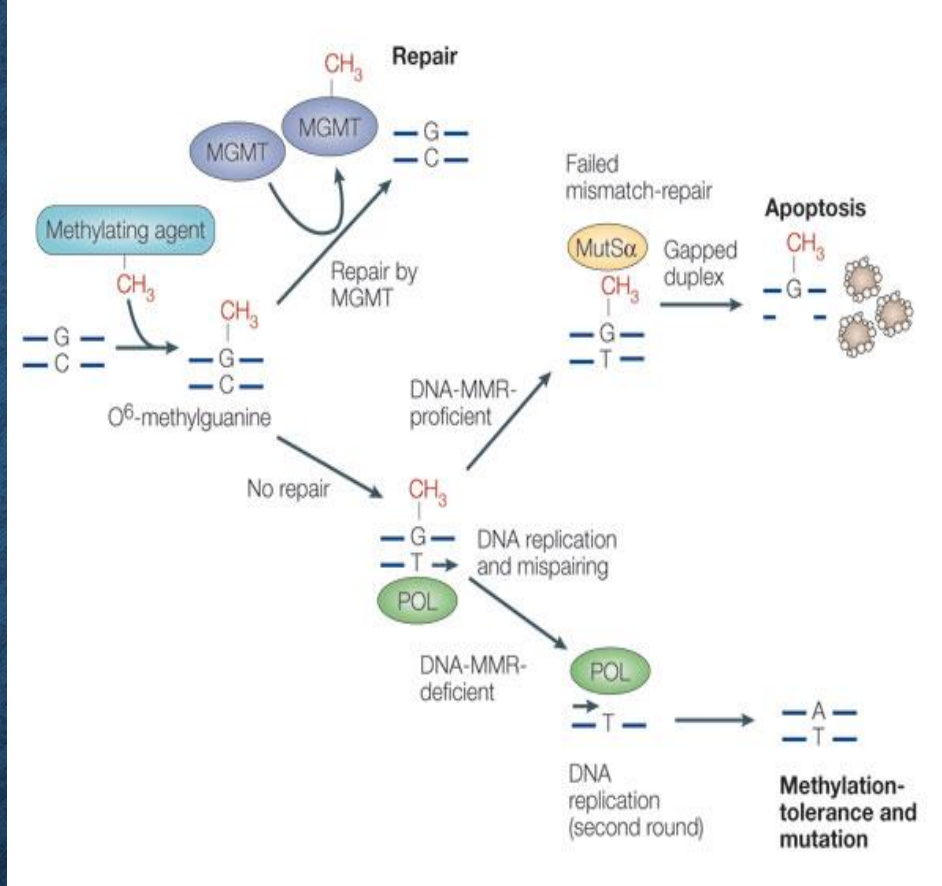 CH3
Repair
MGMT
MGMT
— G —
— C —
Methylating agent
CH3
Repair by
MGMT
— G —
— C —
CH3
— G —
— C —
O6-methylguanine
Failed
mismatch-repair
MutSα
CH3
— G —
— T —
Gapped
duplex
Apoptosis
CH3
— G —
DNA-MMR-
proficient
No repair
CH3
— G —
— T
POL
DNA replication
and mispairing
DNA-MMR-
deficient
POL
— T —
DNA
replication
(second round)
— A —
— T —
Methylation-
tolerance and
mutation